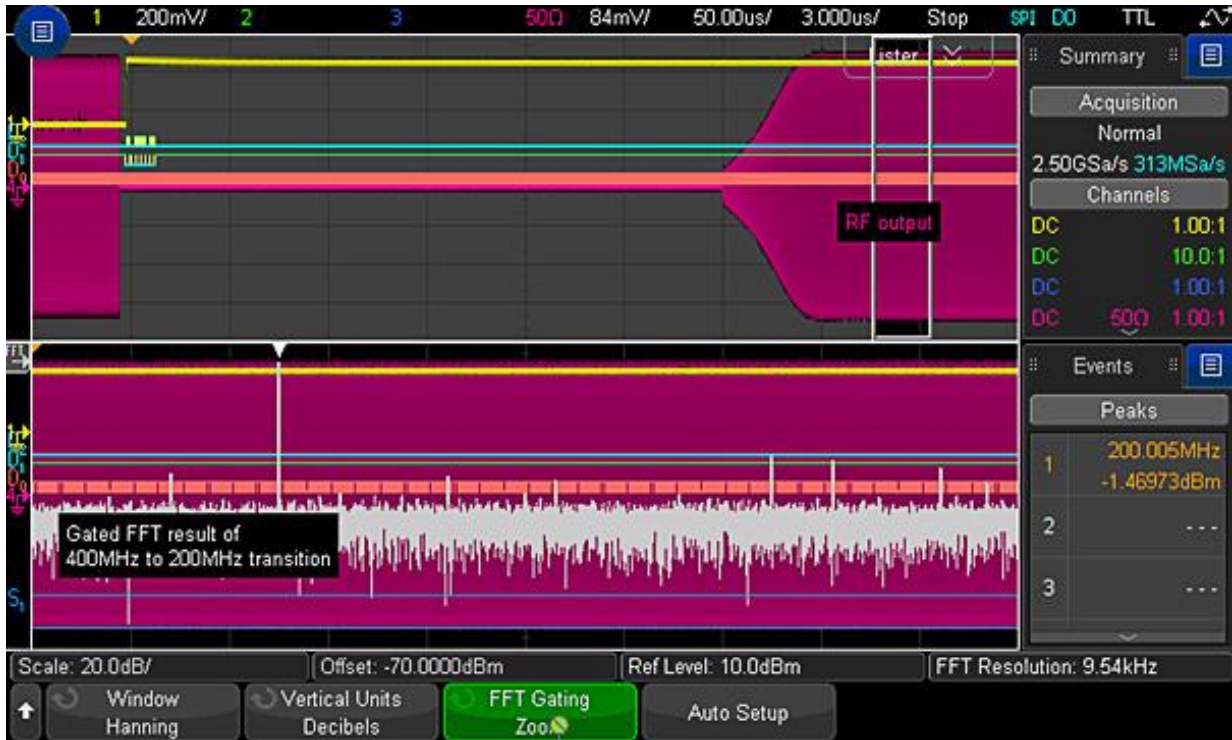 1 200mV/ 2 3 50Ω 84mV/ 50.00us/ 3.000us/ Stop SPI D0 TTL
Lister
Summary
Acquisition
Normal
2.50GSa/s 313MSa/s
Channels
DC 1.00:1
DC 10.0:1
DC 1.00:1
DC 50Ω 1.00:1
RF output
FFT
Events
Peaks
1 200.005MHz
-1.46973dBm
2 - - -
3 - - -
Gated FFT result of
400MHz to 200MHz transition
S1
Scale: 20.0dB/ Offset: -70.0000dBm Ref Level: 10.0dBm FFT Resolution: 9.54kHz
Window Vertical Units FFT Gating Auto Setup
Hanning Decibels Zoom